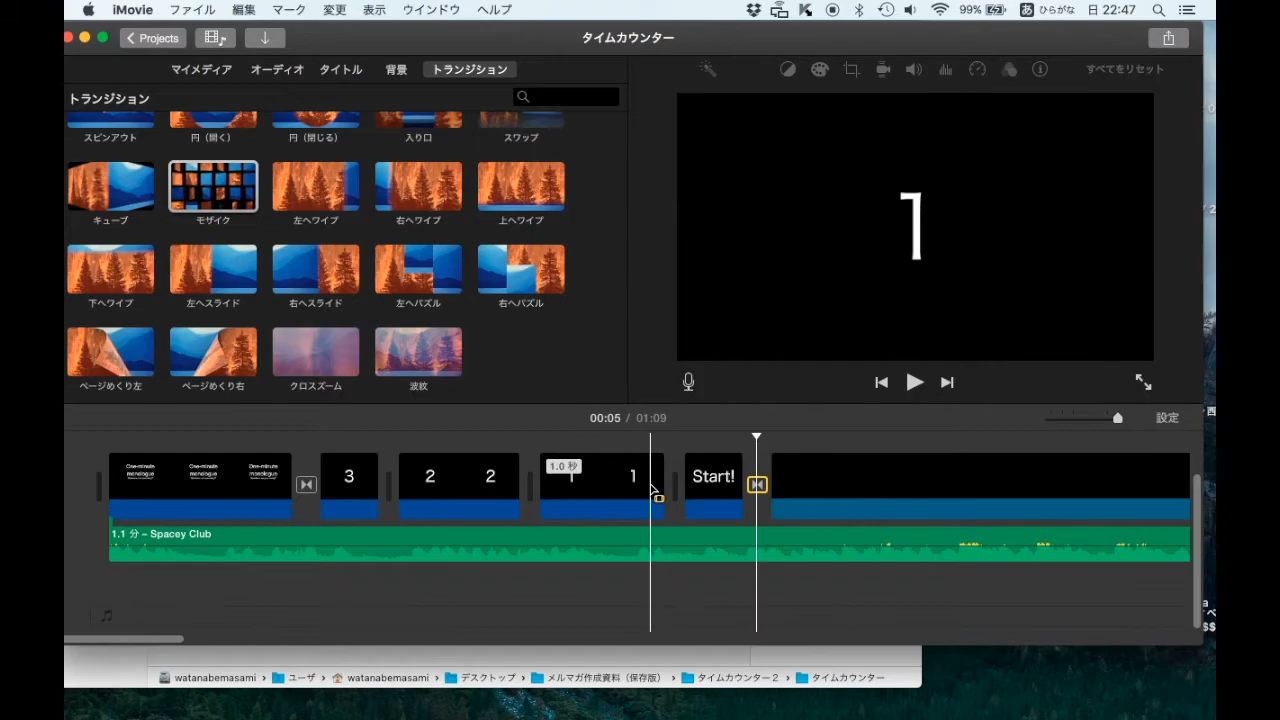 iMovie ファイル 編集 マーク 変更 表示 ウインドウ ヘルプ 99% あ ひらがな 日 22:47
Projects タイムカウンター
マイメディア オーディオ タイトル 背景 トランジション すべてをリセット
トランジション
スピンアウト 円（開く） 円（閉じる） 入り口 スワップ
キューブ モザイク 左へワイプ 右へワイプ 上へワイプ
下へワイプ 左へスライド 右へスライド 左へパズル 右へパズル
ページめくり左 ページめくり右 クロスズーム 波紋
1
00:05 / 01:09 設定
One-minute monologue One-minute monologue One-minute monologue
3 2 2 1.0 秒 1 1 Start!
1.1 分 – Spacey Club
watanabemasami › ユーザ › watanabemasami › デスクトップ › メルマガ作成資料（保存版） › タイムカウンター2 › タイムカウンター